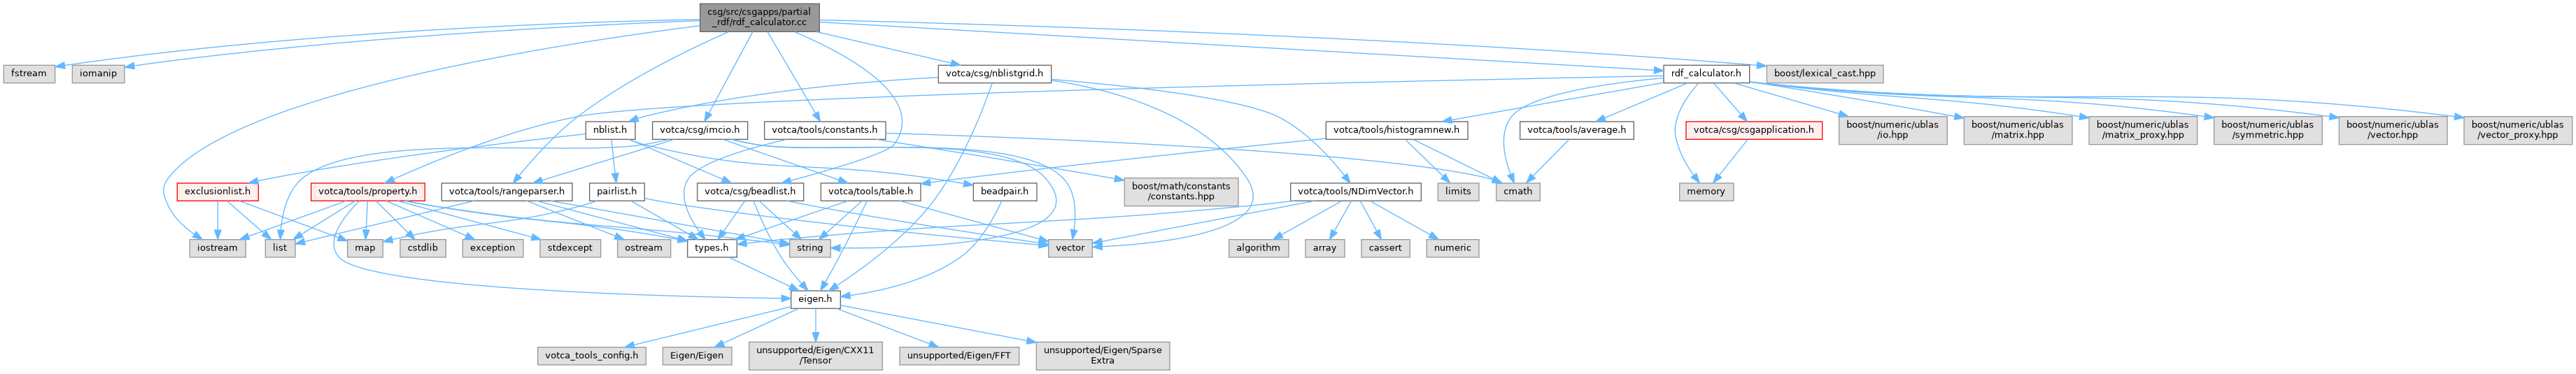 csg/src/csgapps/partial
_rdf/rdf_calculator.cc
fstream
iomanip
votca/csg/nblistgrid.h
rdf_calculator.h
boost/lexical_cast.hpp
nblist.h
votca/csg/imcio.h
votca/tools/constants.h
votca/tools/histogramnew.h
votca/tools/average.h
votca/csg/csgapplication.h
boost/numeric/ublas
/io.hpp
boost/numeric/ublas
/matrix.hpp
boost/numeric/ublas
/matrix_proxy.hpp
boost/numeric/ublas
/symmetric.hpp
boost/numeric/ublas
/vector.hpp
boost/numeric/ublas
/vector_proxy.hpp
exclusionlist.h
votca/tools/property.h
votca/tools/rangeparser.h
pairlist.h
votca/csg/beadlist.h
votca/tools/table.h
beadpair.h
boost/math/constants
/constants.hpp
votca/tools/NDimVector.h
limits
cmath
memory
iostream
list
map
cstdlib
exception
stdexcept
ostream
types.h
string
vector
algorithm
array
cassert
numeric
eigen.h
votca_tools_config.h
Eigen/Eigen
unsupported/Eigen/CXX11
/Tensor
unsupported/Eigen/FFT
unsupported/Eigen/Sparse
Extra